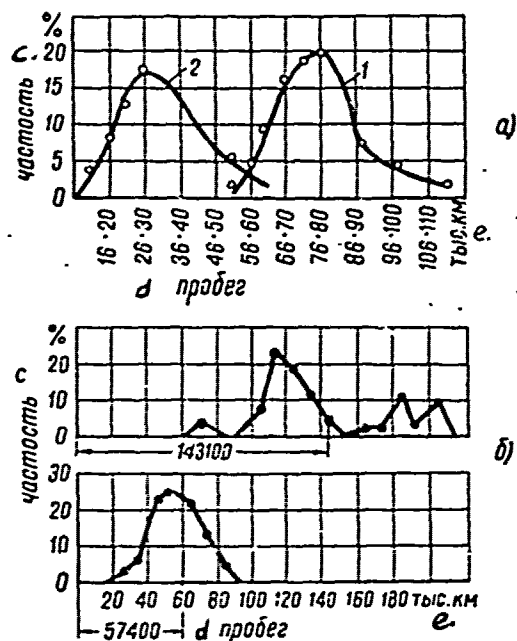 %
c. 20
2
1
15
10
5
0
частость
а)
16-20
26-30
36-40
46-50
56-60
66-70
76-80
86-90
96-100
106-110
тыс.км
e.
d пробег
%
c 20
10
0
143100
б)
частость
30
20
10
0
20 40 60 80 100 120 140 160 180 тыс.км
57400 d пробег e.